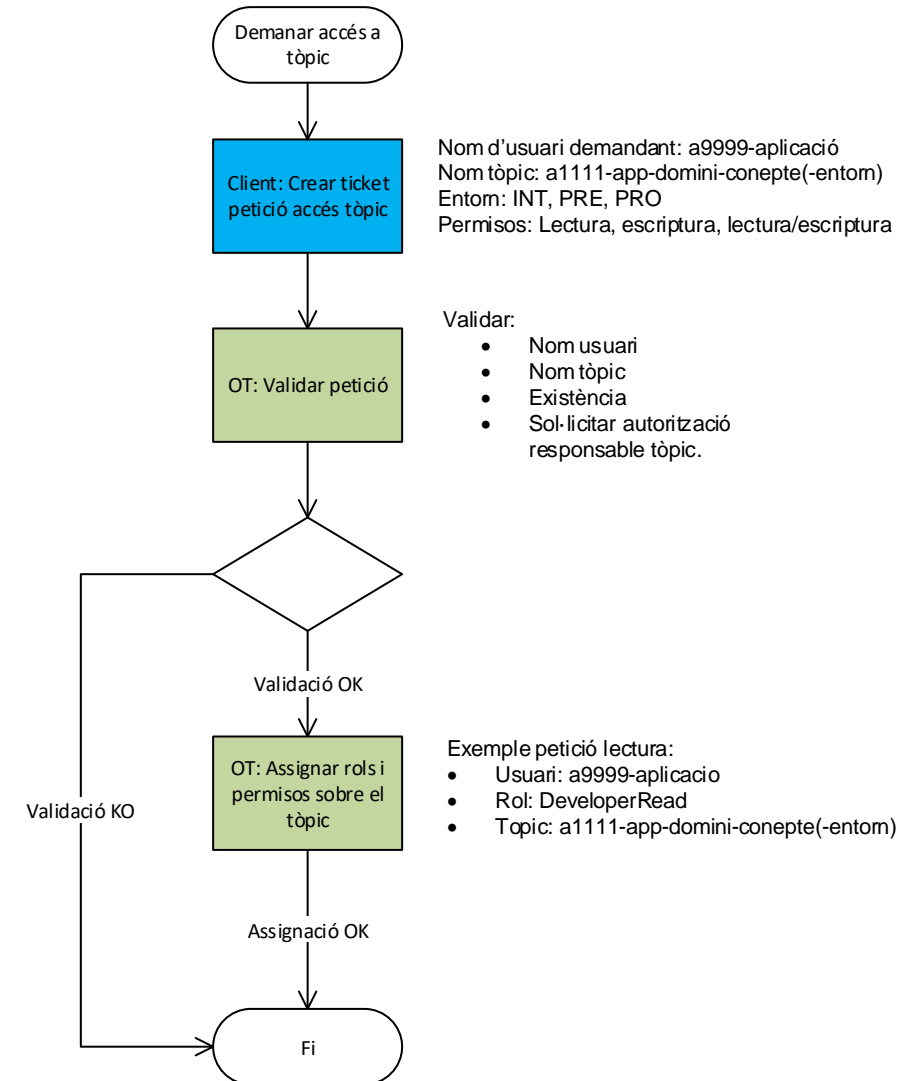 Demanar accés a
tòpic
Client: Crear ticket
petició accés tòpic
Nom d'usuari demandant: a9999-aplicació
Nom tòpic: a1111-app-domini-conepte(-entorn)
Entorn: INT, PRE, PRO
Permisos: Lectura, escriptura, lectura/escriptura
OT: Validar petició
Validar:
• Nom usuari
• Nom tòpic
• Existència
• Sol·licitar autorització
responsable tòpic.
Validació OK
OT: Assignar rols i
permisos sobre el
tòpic
Exemple petició lectura:
• Usuari: a9999-aplicacio
• Rol: DeveloperRead
• Topic: a1111-app-domini-conepte(-entorn)
Validació KO
Assignació OK
Fi